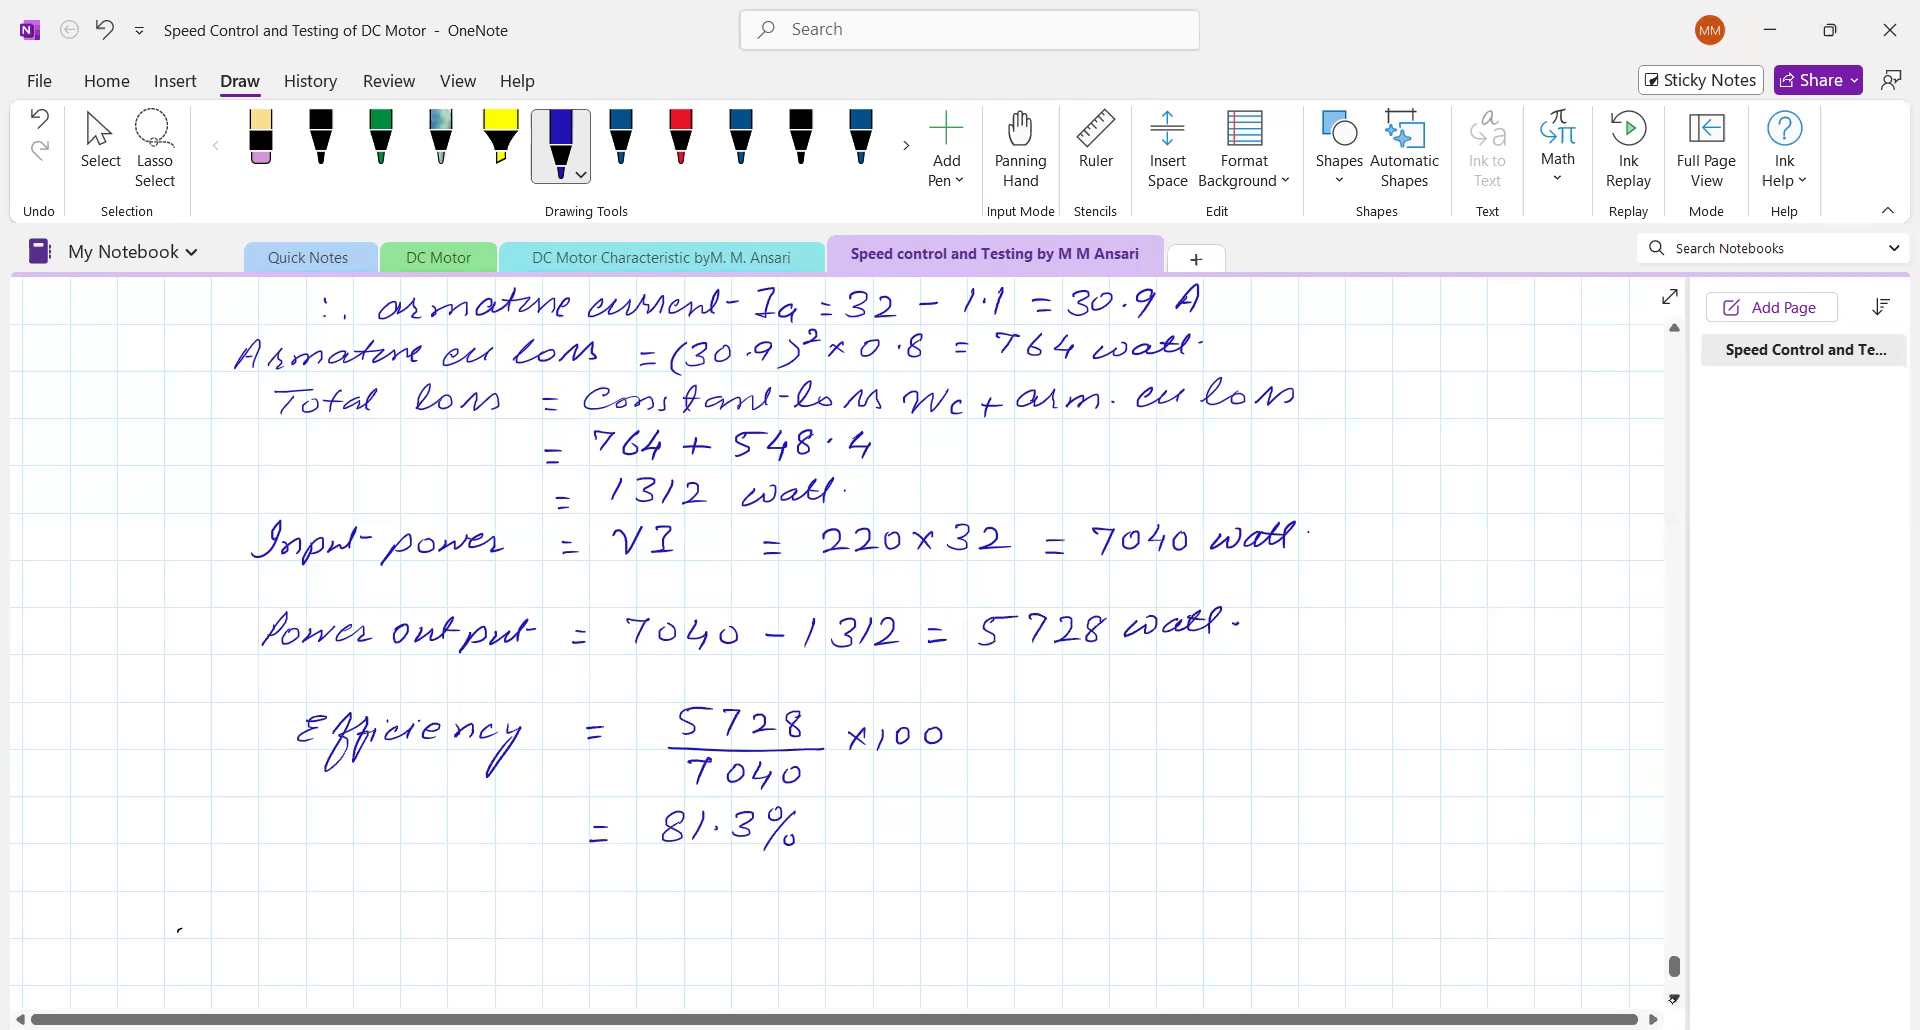 Speed Control and Testing of DC Motor - OneNote
Search
MM
File Home Insert Draw History Review View Help
Sticky Notes Share
Select
Lasso Select
Add Pen
Panning Hand
Ruler
Insert Space
Format Background
Shapes
Automatic Shapes
Ink to Text
Math
Ink Replay
Full Page View
Ink Help
Undo Selection Drawing Tools Input Mode Stencils Edit Shapes Text Replay Mode Help
My Notebook
Quick Notes
DC Motor
DC Motor Characteristic byM. M. Ansari
Speed control and Testing by M M Ansari
+
Search Notebooks
Add Page
Speed Control and Te...
∴ armature current Ia = 32 - 1.1 = 30.9 A
Armature cu loss = (30.9)² × 0.8 = 764 watt.
Total loss = Constant loss Wc + arm. cu loss
= 764 + 548.4
= 1312 watt.
Input power = VI = 220 × 32 = 7040 watt.
Power output = 7040 - 1312 = 5728 watt.
Efficiency = 5728/7040 × 100
= 81.3%